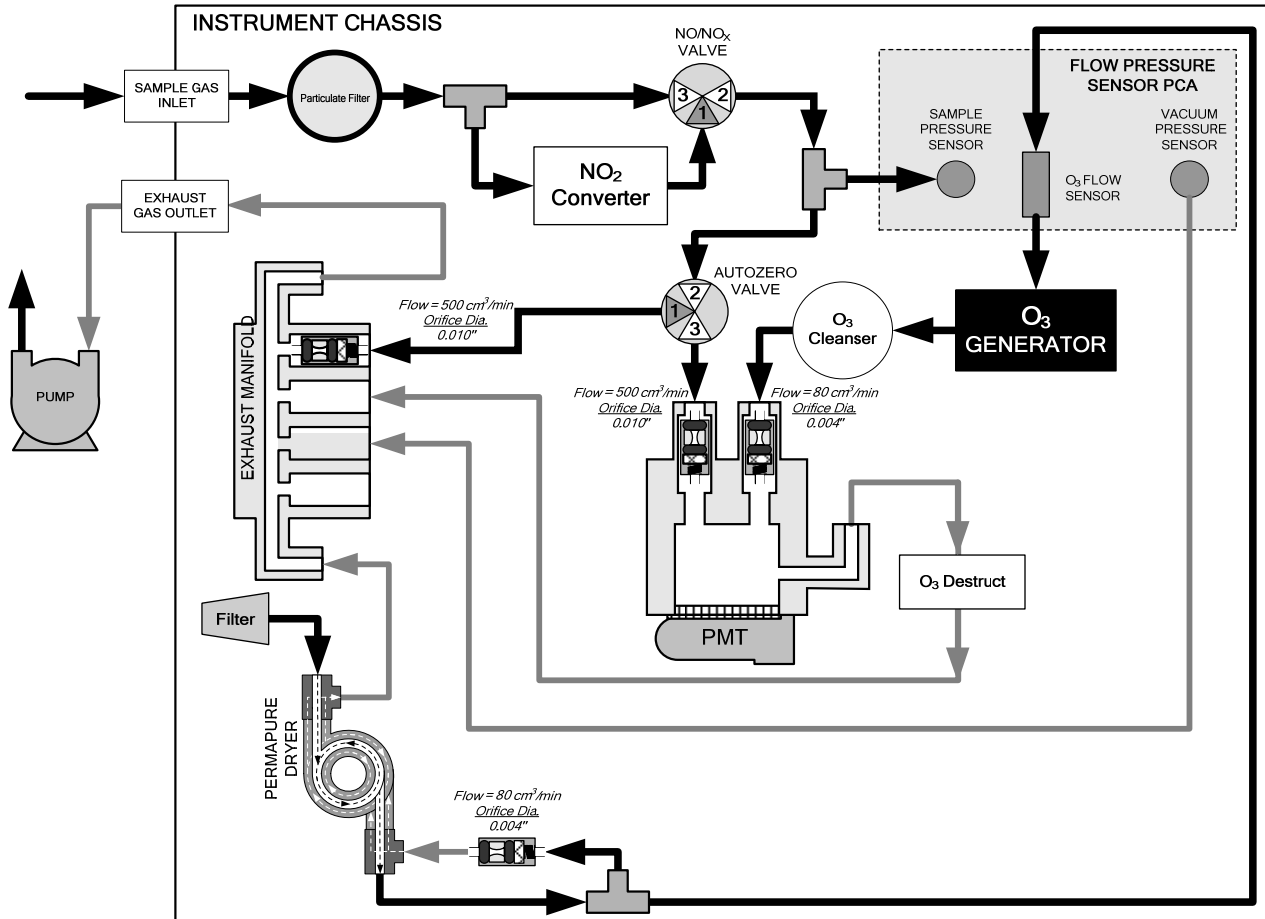 INSTRUMENT CHASSIS
SAMPLE GAS
INLET
Particulate Filter
NO/NOX
VALVE
3
2
1
NO2
Converter
FLOW PRESSURE
SENSOR PCA
SAMPLE
PRESSURE
SENSOR
O3 FLOW
SENSOR
VACUUM
PRESSURE
SENSOR
EXHAUST
GAS OUTLET
PUMP
EXHAUST MANIFOLD
Flow = 500 cm3/min
Orifice Dia.
0.010"
AUTOZERO
VALVE
2
1
3
O3
Cleanser
O3
GENERATOR
Flow = 500 cm3/min
Orifice Dia.
0.010"
Flow = 80 cm3/min
Orifice Dia.
0.004"
O3 Destruct
PMT
Filter
PERMAPURE
DRYER
Flow = 80 cm3/min
Orifice Dia.
0.004"